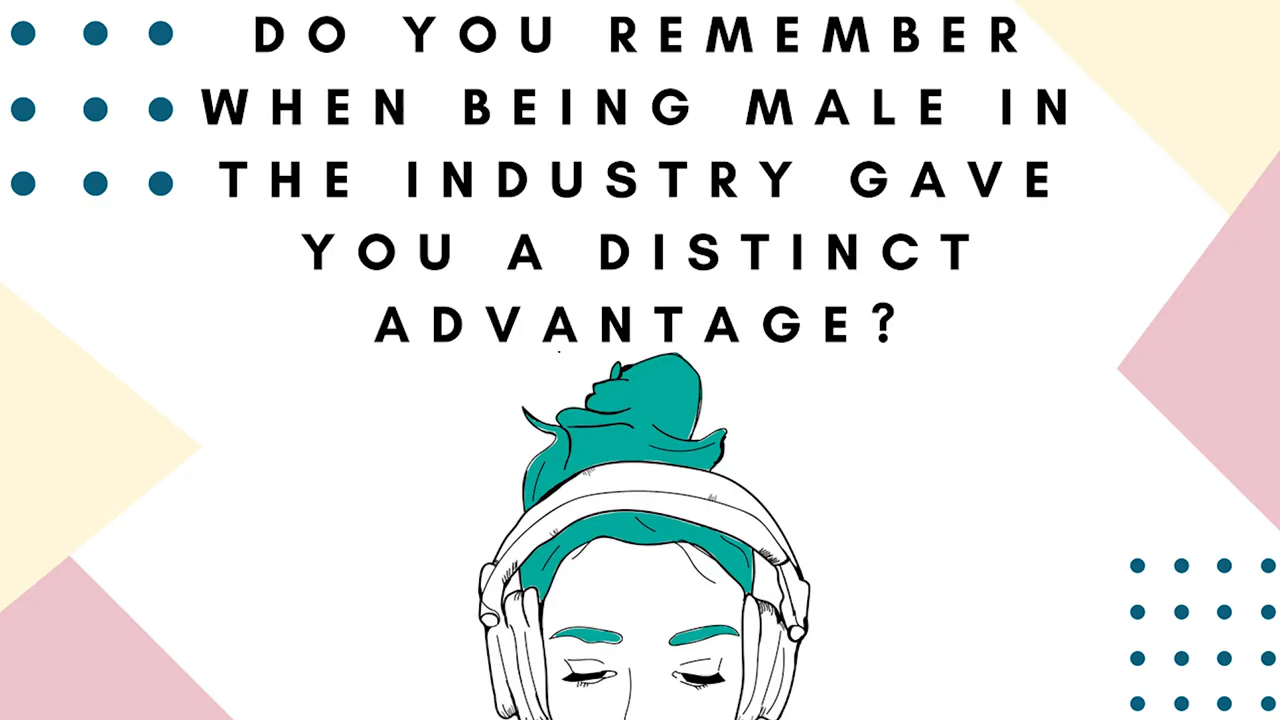 DO YOU REMEMBER
WHEN BEING MALE IN
THE INDUSTRY GAVE
YOU A DISTINCT
ADVANTAGE?